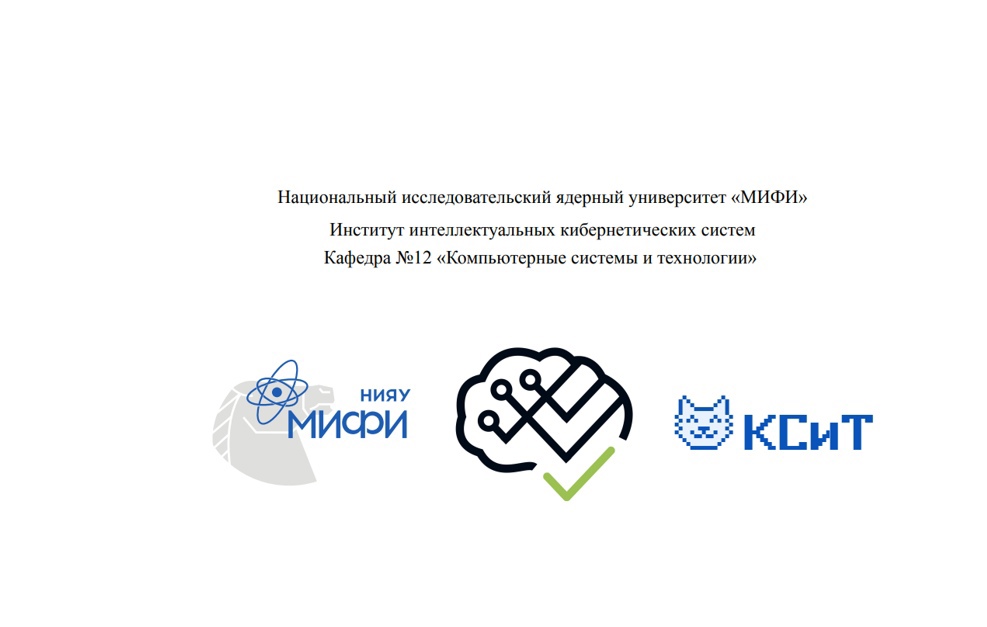 Национальный исследовательский ядерный университет «МИФИ»
Институт интеллектуальных кибернетических систем
Кафедра №12 «Компьютерные системы и технологии»
НИЯУ
МИФИ
КСиТ